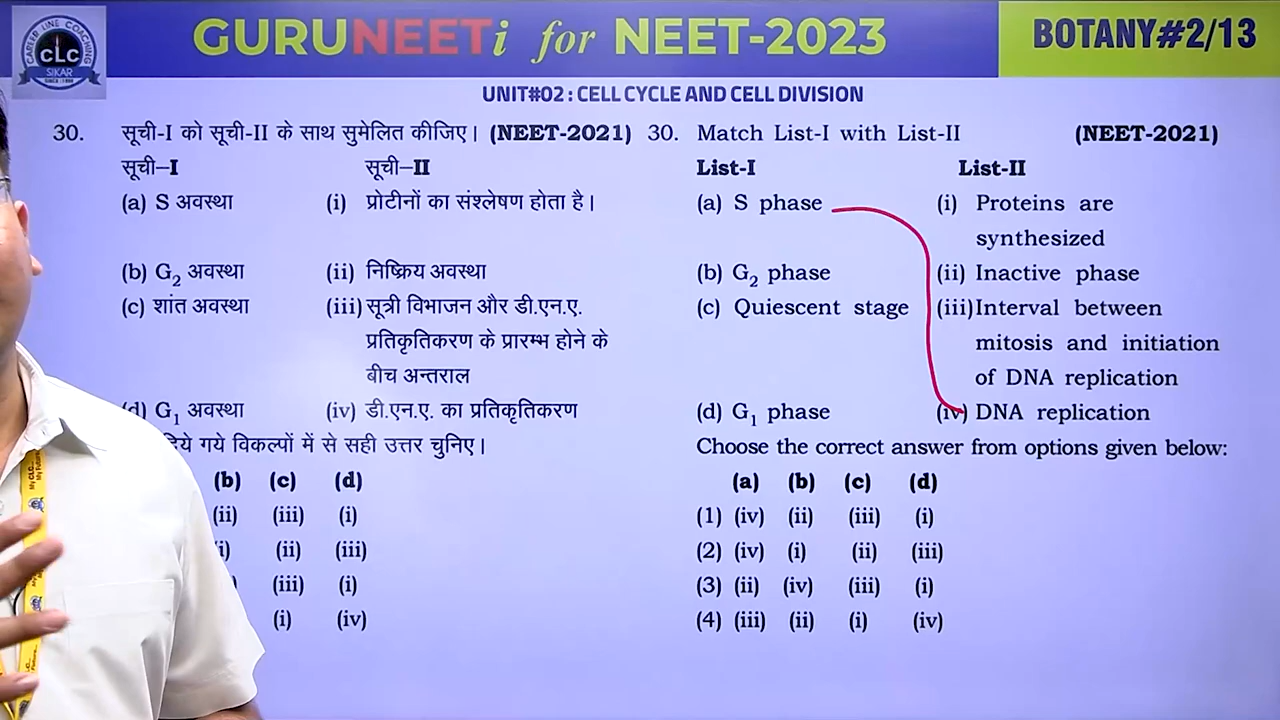 CAREER LINE COACHING
CLC
SIKAR
SINCE : 1996
GURUNEETi for NEET-2023
BOTANY#2/13
UNIT#02 : CELL CYCLE AND CELL DIVISION
30. सूची-I को सूची-II के साथ सुमेलित कीजिए। (NEET-2021)
सूची–I सूची–II
(a) S अवस्था (i) प्रोटीनों का संश्लेषण होता है।
(b) G₂ अवस्था (ii) निष्क्रिय अवस्था
(c) शांत अवस्था (iii) सूत्री विभाजन और डी.एन.ए.
प्रतिकृतिकरण के प्रारम्भ होने के
बीच अन्तराल
(d) G₁ अवस्था (iv) डी.एन.ए. का प्रतिकृतिकरण
दिये गये विकल्पों में से सही उत्तर चुनिए।
(b) (c) (d)
(ii) (iii) (i)
(ii) (iii)
(iii) (i)
(i) (iv)
30. Match List-I with List-II (NEET-2021)
List-I List-II
(a) S phase (i) Proteins are
synthesized
(b) G₂ phase (ii) Inactive phase
(c) Quiescent stage (iii) Interval between
mitosis and initiation
of DNA replication
(d) G₁ phase (iv) DNA replication
Choose the correct answer from options given below:
(a) (b) (c) (d)
(1) (iv) (ii) (iii) (i)
(2) (iv) (i) (ii) (iii)
(3) (ii) (iv) (iii) (i)
(4) (iii) (ii) (i) (iv)